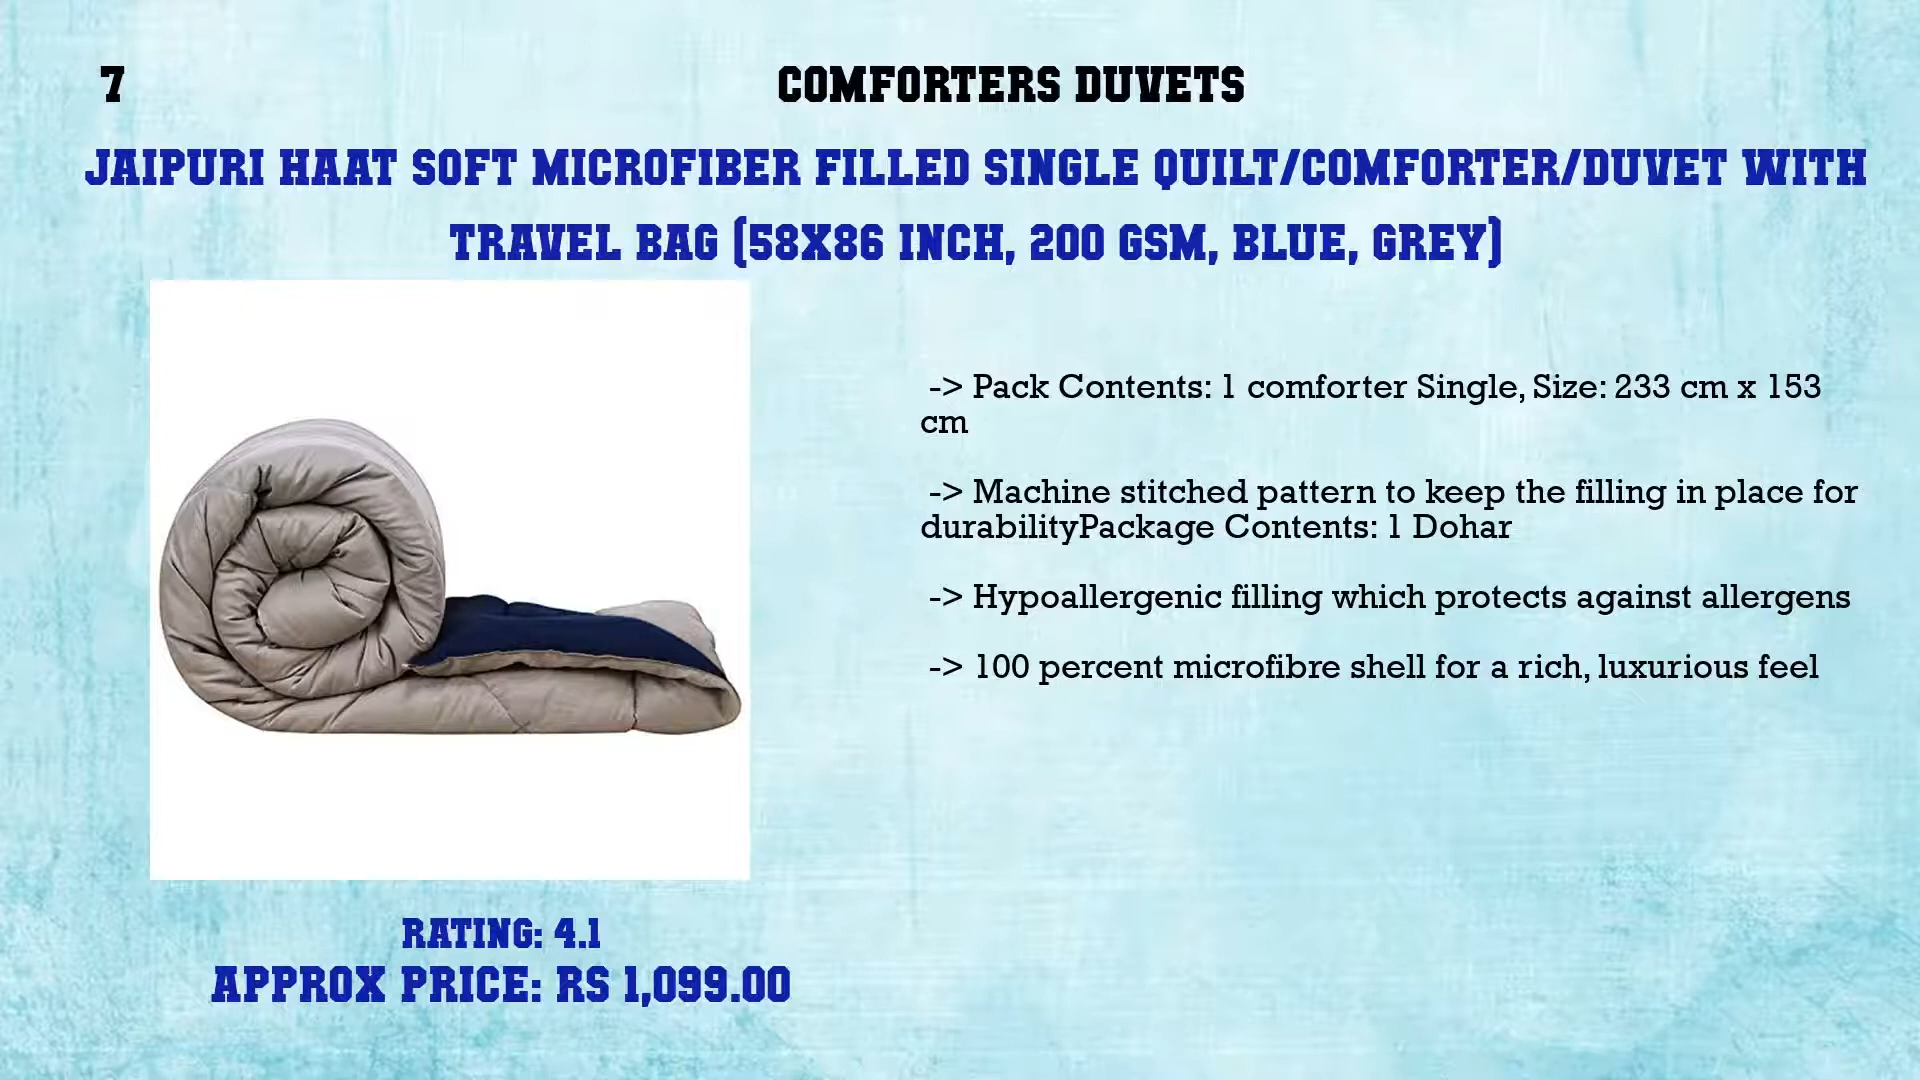 7
COMFORTERS DUVETS
JAIPURI HAAT SOFT MICROFIBER FILLED SINGLE QUILT/COMFORTER/DUVET WITH
TRAVEL BAG (58X86 INCH, 200 GSM, BLUE, GREY)
-> Pack Contents: 1 comforter Single, Size: 233 cm x 153
cm
-> Machine stitched pattern to keep the filling in place for
durabilityPackage Contents: 1 Dohar
-> Hypoallergenic filling which protects against allergens
-> 100 percent microfibre shell for a rich, luxurious feel
RATING: 4.1
APPROX PRICE: RS 1,099.00